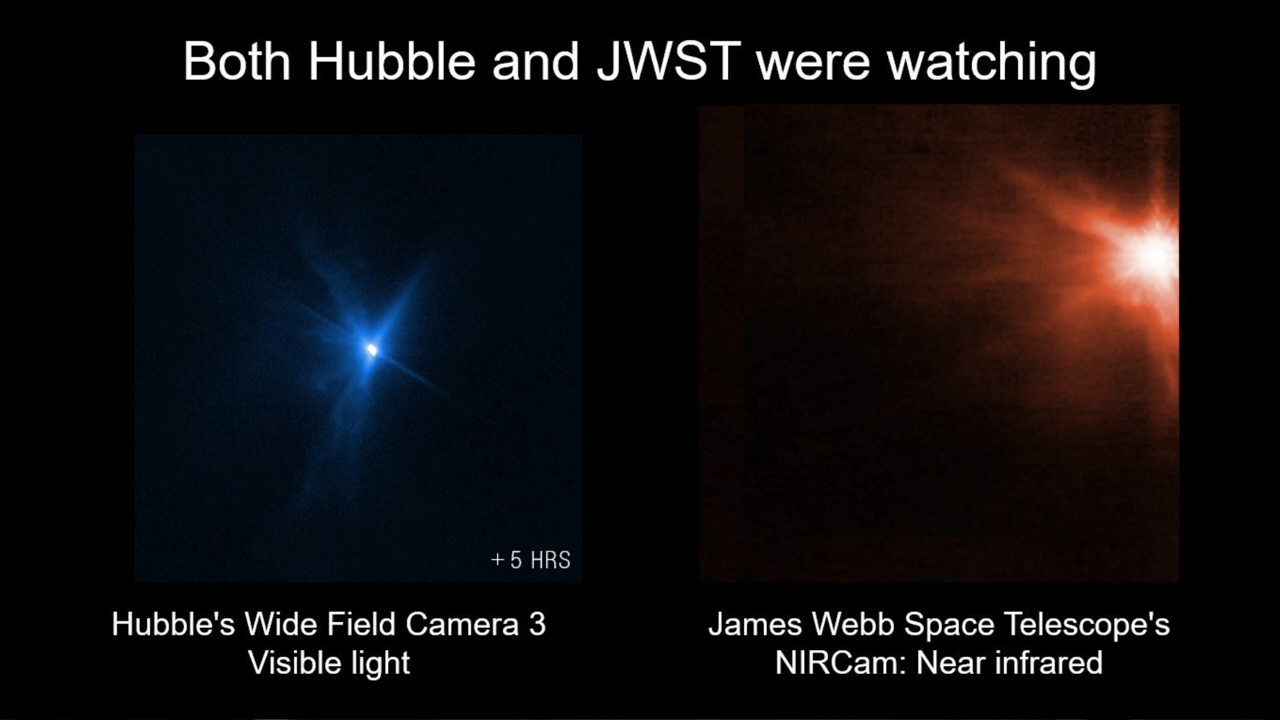 Both Hubble and JWST were watching
+ 5 HRS
Hubble's Wide Field Camera 3
Visible light
James Webb Space Telescope's
NIRCam: Near infrared